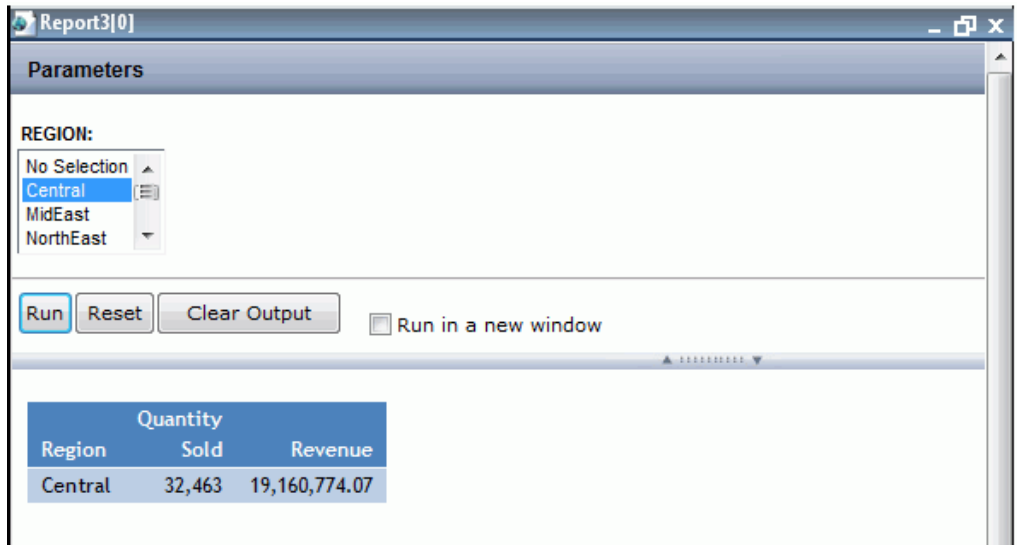 Report3[0]
Parameters
REGION:
No Selection
Central
MidEast
NorthEast
Run Reset Clear Output Run in a new window
Quantity
Region Sold Revenue
Central 32,463 19,160,774.07